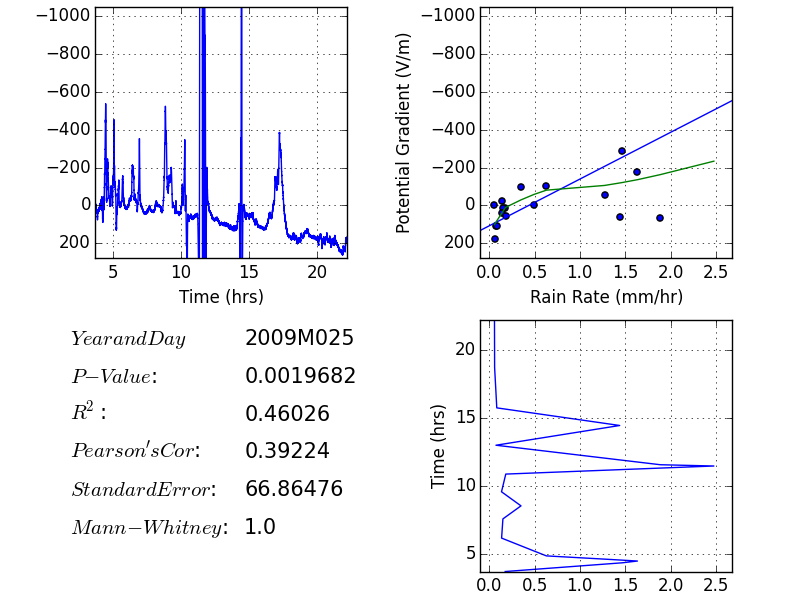 −1000
−800
−600
−400
−200
0
200
5 10 15 20
Time (hrs)
Potential Gradient (V/m)
−1000
−800
−600
−400
−200
0
200
0.0 0.5 1.0 1.5 2.0 2.5
Rain Rate (mm/hr)
YearandDay 2009M025
P−Value: 0.0019682
R²: 0.46026
Pearson'sCor: 0.39224
StandardError: 66.86476
Mann−Whitney: 1.0
Time (hrs)
20
15
10
5
0.0 0.5 1.0 1.5 2.0 2.5